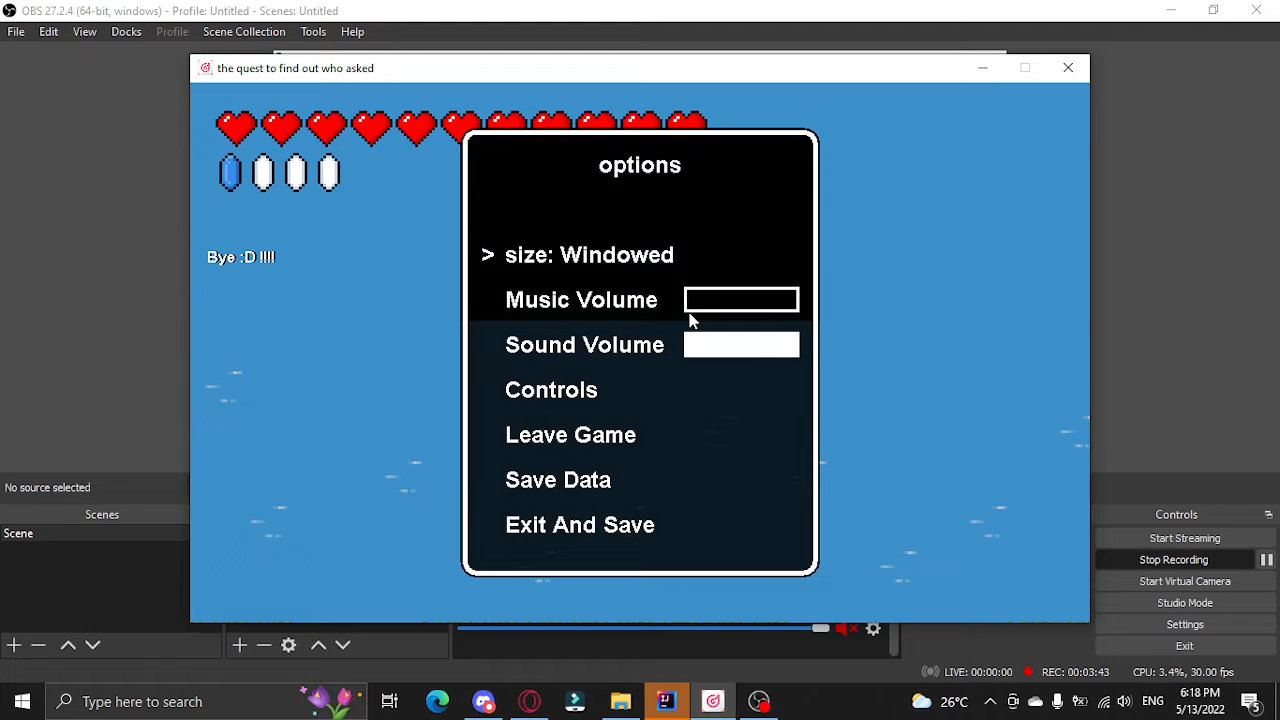 OBS 27.2.4 (64-bit, windows) - Profile: Untitled - Scenes: Untitled
File Edit View Docks Profile Scene Collection Tools Help
the quest to find out who asked
options
> size: Windowed
Bye :D !!!!
Music Volume
Sound Volume
Controls
Leave Game
Save Data
Exit And Save
No source selected
Scenes
Scene
Controls
Start Streaming
Stop Recording
Start Virtual Camera
Studio Mode
Settings
Exit
LIVE: 00:00:00 REC: 00:03:43 CPU: 3.4%, 30.00 fps
Type here to search
26°C
ENG
6:18 PM
5/13/2022
5